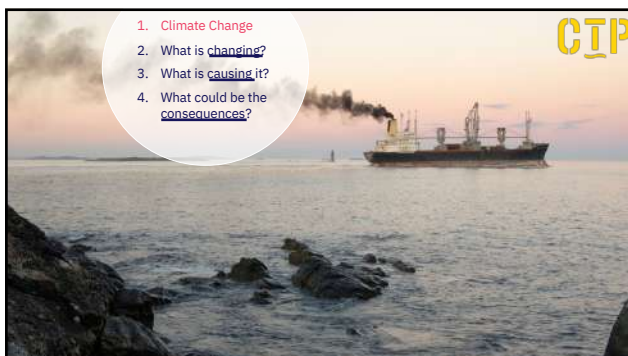 1. Climate Change
2. What is changing?
3. What is causing it?
4. What could be the
consequences?
CTP